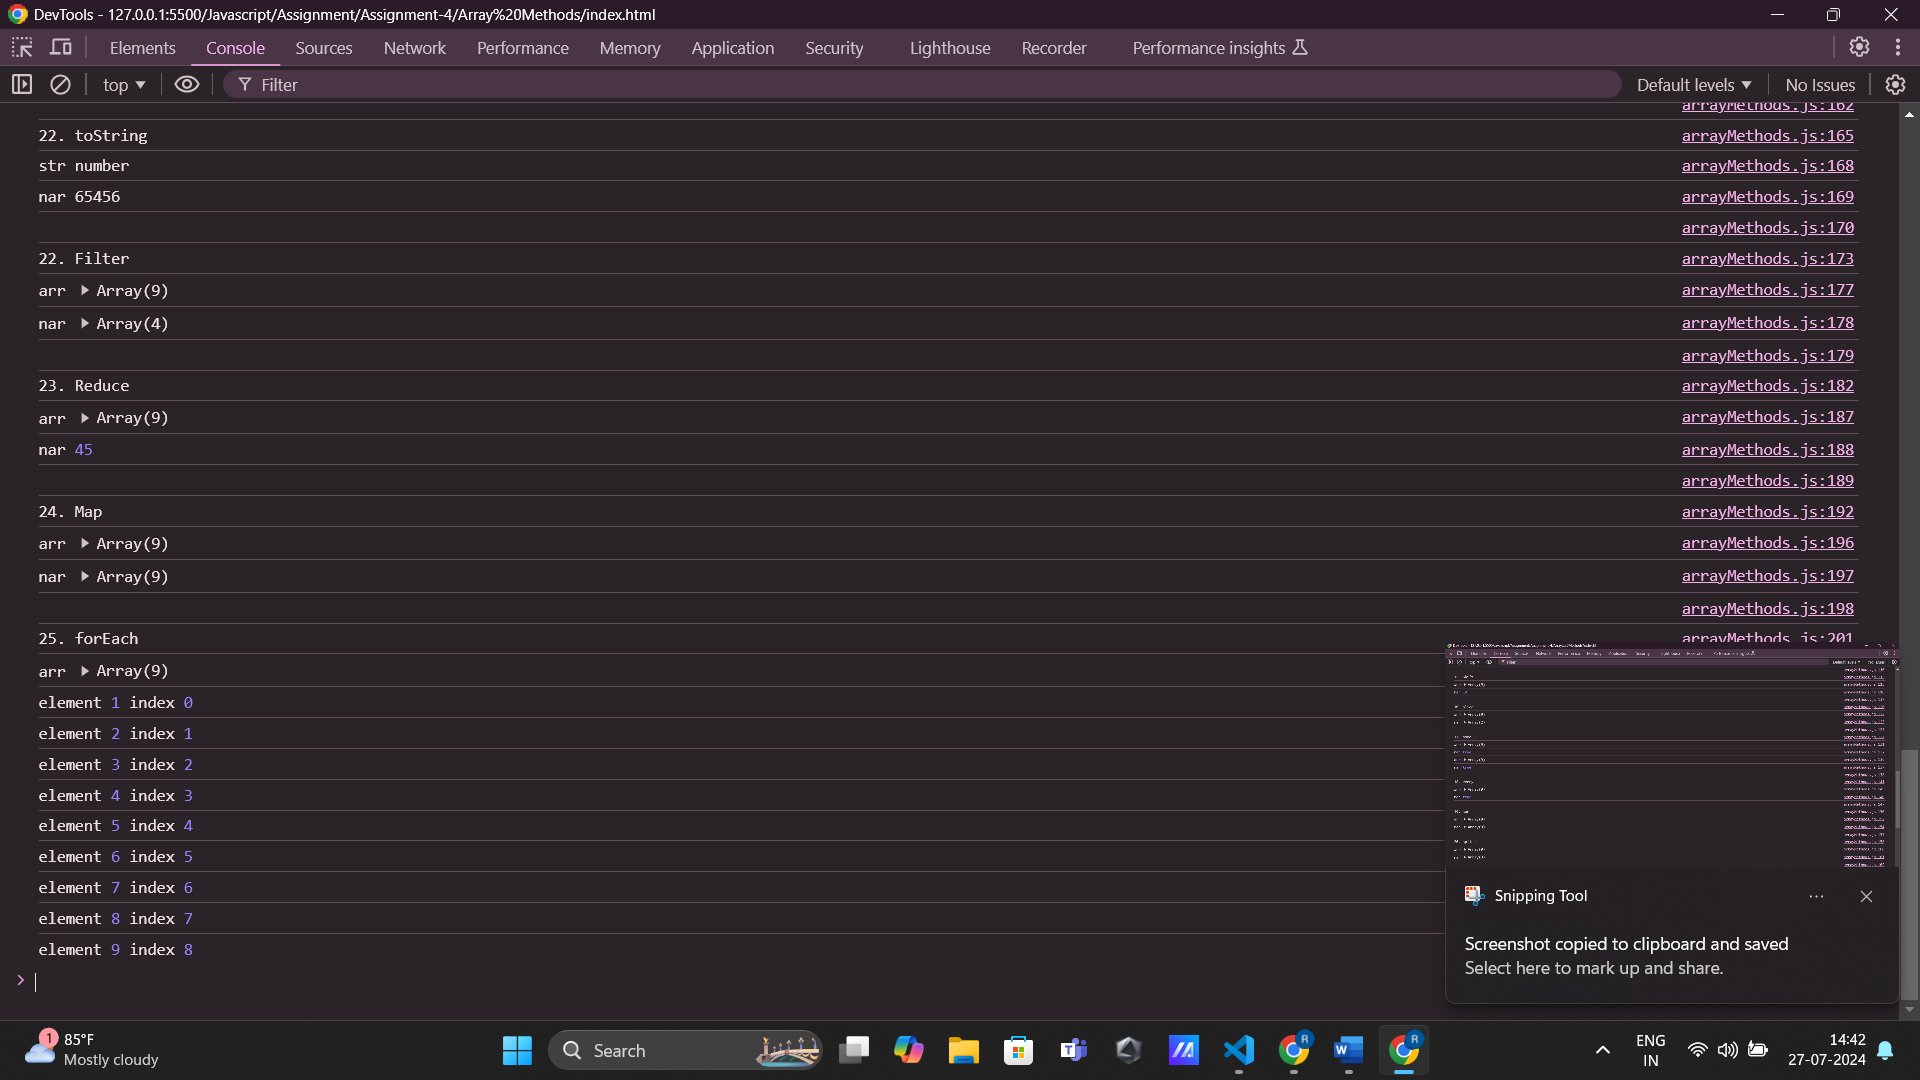 DevTools - 127.0.0.1:5500/Javascript/Assignment/Assignment-4/Array%20Methods/index.html
Elements Console Sources Network Performance Memory Application Security Lighthouse Recorder Performance insights
top Filter Default levels No Issues
arrayMethods.js:162
22. toString arrayMethods.js:165
str number arrayMethods.js:168
nar 65456 arrayMethods.js:169
arrayMethods.js:170
22. Filter arrayMethods.js:173
arr Array(9) arrayMethods.js:177
nar Array(4) arrayMethods.js:178
arrayMethods.js:179
23. Reduce arrayMethods.js:182
arr Array(9) arrayMethods.js:187
nar 45 arrayMethods.js:188
arrayMethods.js:189
24. Map arrayMethods.js:192
arr Array(9) arrayMethods.js:196
nar Array(9) arrayMethods.js:197
arrayMethods.js:198
25. forEach arrayMethods.js:201
arr Array(9)
element 1 index 0
element 2 index 1
element 3 index 2
element 4 index 3
element 5 index 4
element 6 index 5
element 7 index 6
element 8 index 7
element 9 index 8
Snipping Tool
Screenshot copied to clipboard and saved
Select here to mark up and share.
1 85°F
Mostly cloudy
Search
ENG
IN
14:42
27-07-2024